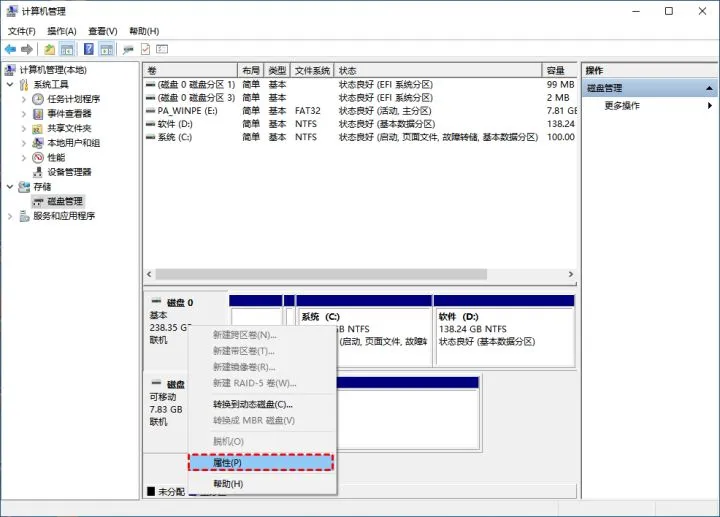 计算机管理
文件(F) 操作(A) 查看(V) 帮助(H)
计算机管理(本地)
系统工具
任务计划程序
事件查看器
共享文件夹
本地用户和组
性能
设备管理器
存储
磁盘管理
服务和应用程序
卷 布局 类型 文件系统 状态 容量
(磁盘 0 磁盘分区 1) 简单 基本 状态良好 (EFI 系统分区) 99 MB
(磁盘 0 磁盘分区 3) 简单 基本 状态良好 (EFI 系统分区) 2 MB
PA_WINPE (E:) 简单 基本 FAT32 状态良好 (活动, 主分区) 7.81 G
软件 (D:) 简单 基本 NTFS 状态良好 (基本数据分区) 138.24
系统 (C:) 简单 基本 NTFS 状态良好 (启动, 页面文件, 故障转储, 基本数据分区) 100.00
操作
磁盘管理
更多操作
磁盘 0
基本
238.35 G
联机
系统 (C:)
GB NTFS
(启动, 页面文件, 故障
软件 (D:)
138.24 GB NTFS
状态良好 (基本数据分区)
磁盘
可移动
7.83 GB
联机
新建跨区卷(N)...
新建带区卷(T)...
新建镜像卷(R)...
新建 RAID-5 卷(W)...
转换到动态磁盘(C)...
转换成 MBR 磁盘(V)
脱机(O)
属性(P)
帮助(H)
未分配